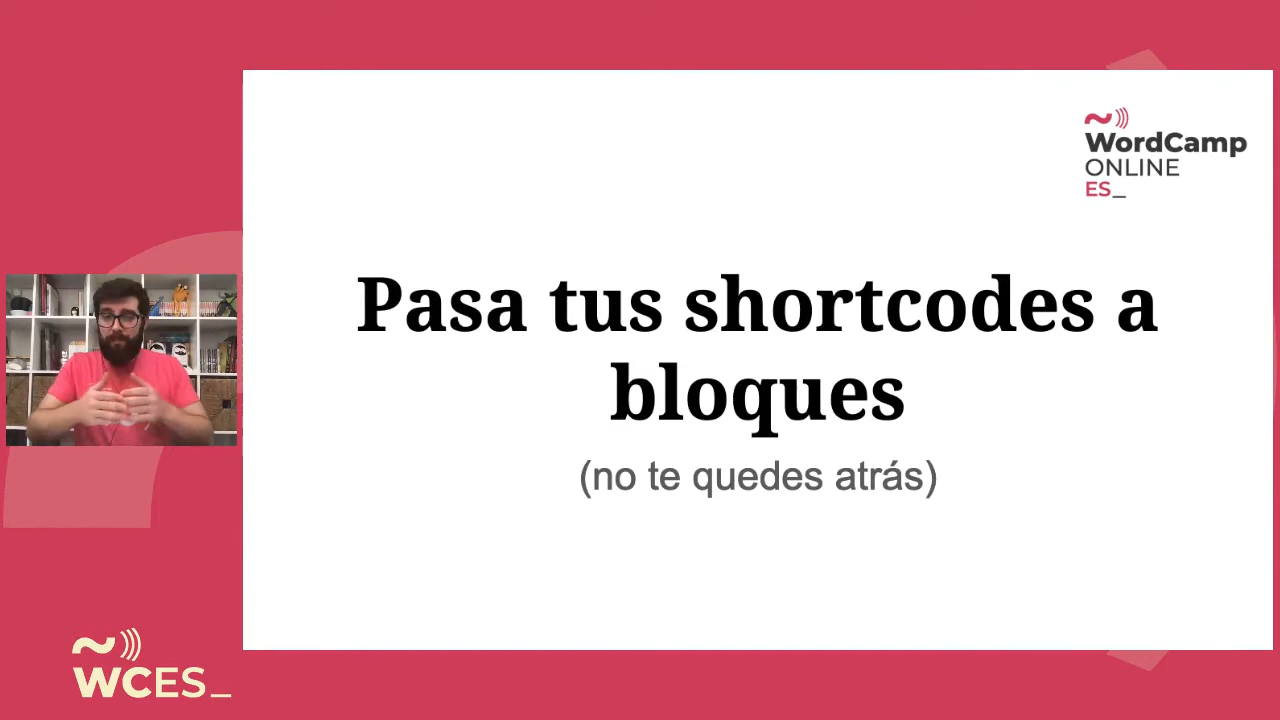 WordCamp
ONLINE
ES_
Pasa tus shortcodes a
bloques
(no te quedes atrás)
WCES_